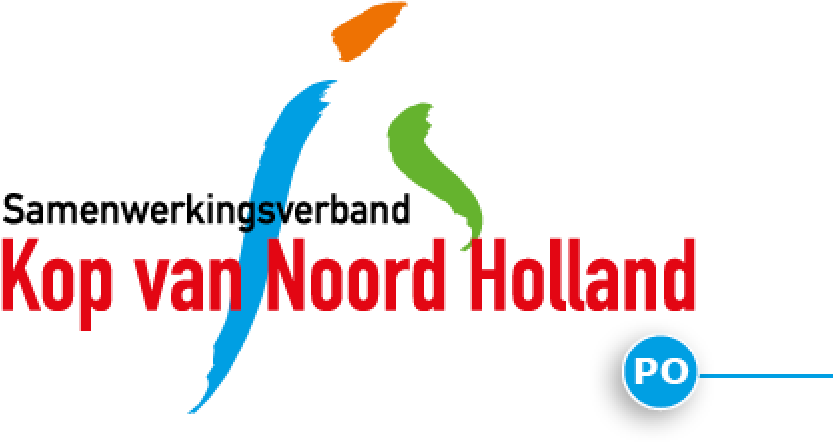 Samenwerkingsverband
Kop van Noord Holland
PO